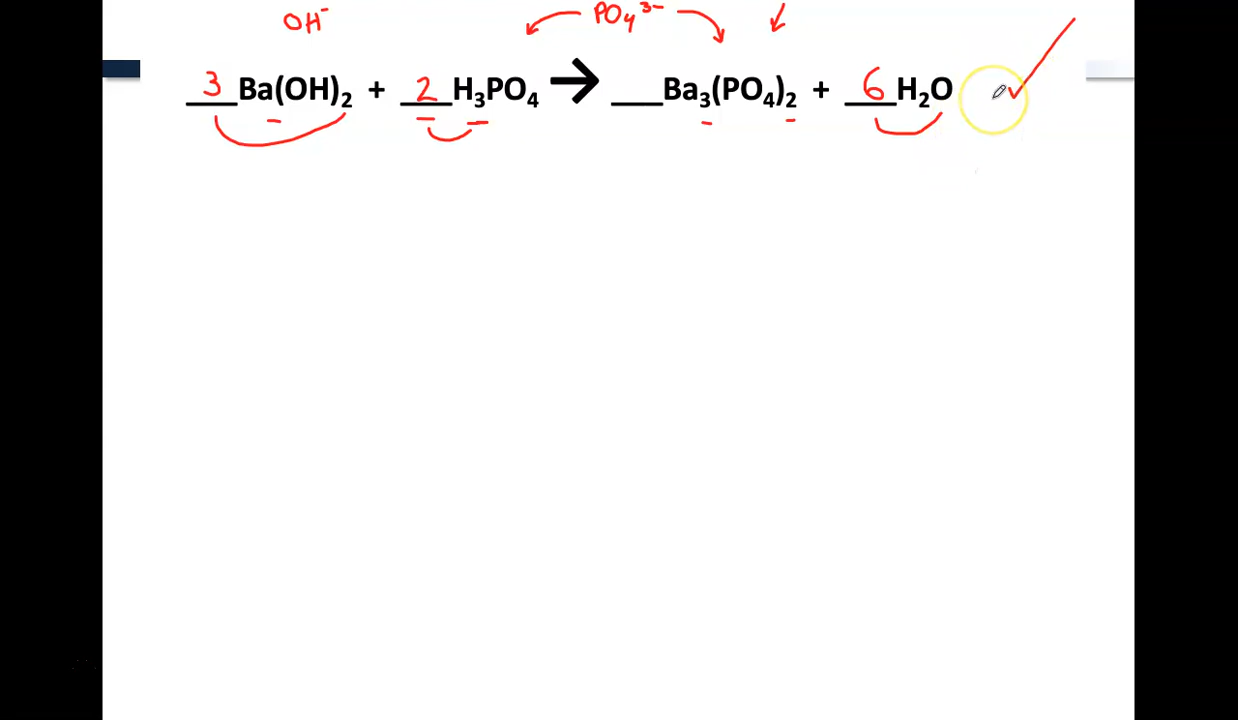 OH⁻ PO₄³⁻
3 Ba(OH)₂ + 2 H₃PO₄ → ___Ba₃(PO₄)₂ + 6 H₂O